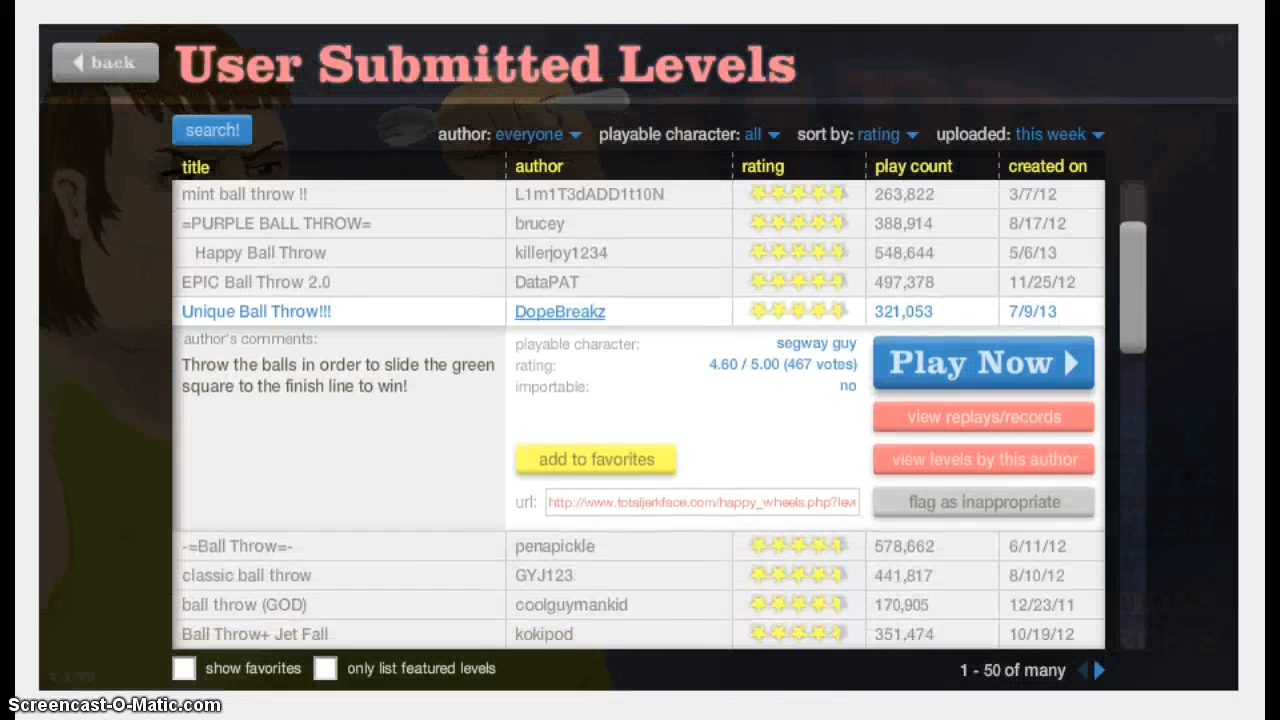 back
User Submitted Levels
search!
author: everyone playable character: all sort by: rating uploaded: this week
title author rating play count created on
mint ball throw !! L1m1T3dADD1t10N 263,822 3/7/12
=PURPLE BALL THROW= brucey 388,914 8/17/12
Happy Ball Throw killerjoy1234 548,644 5/6/13
EPIC Ball Throw 2.0 DataPAT 497,378 11/25/12
Unique Ball Throw!!! DopeBreakz 321,053 7/9/13
author's comments:
Throw the balls in order to slide the green
square to the finish line to win!
playable character: segway guy
rating: 4.60 / 5.00 (467 votes)
importable: no
add to favorites
url: http://www.totaljerkface.com/happy_wheels.php?lev
Play Now
view replays/records
view levels by this author
flag as inappropriate
-=Ball Throw=- penapickle 578,662 6/11/12
classic ball throw GYJ123 441,817 8/10/12
ball throw (GOD) coolguymankid 170,905 12/23/11
Ball Throw+ Jet Fall kokipod 351,474 10/19/12
show favorites only list featured levels
1 - 50 of many
Screencast-O-Matic.com